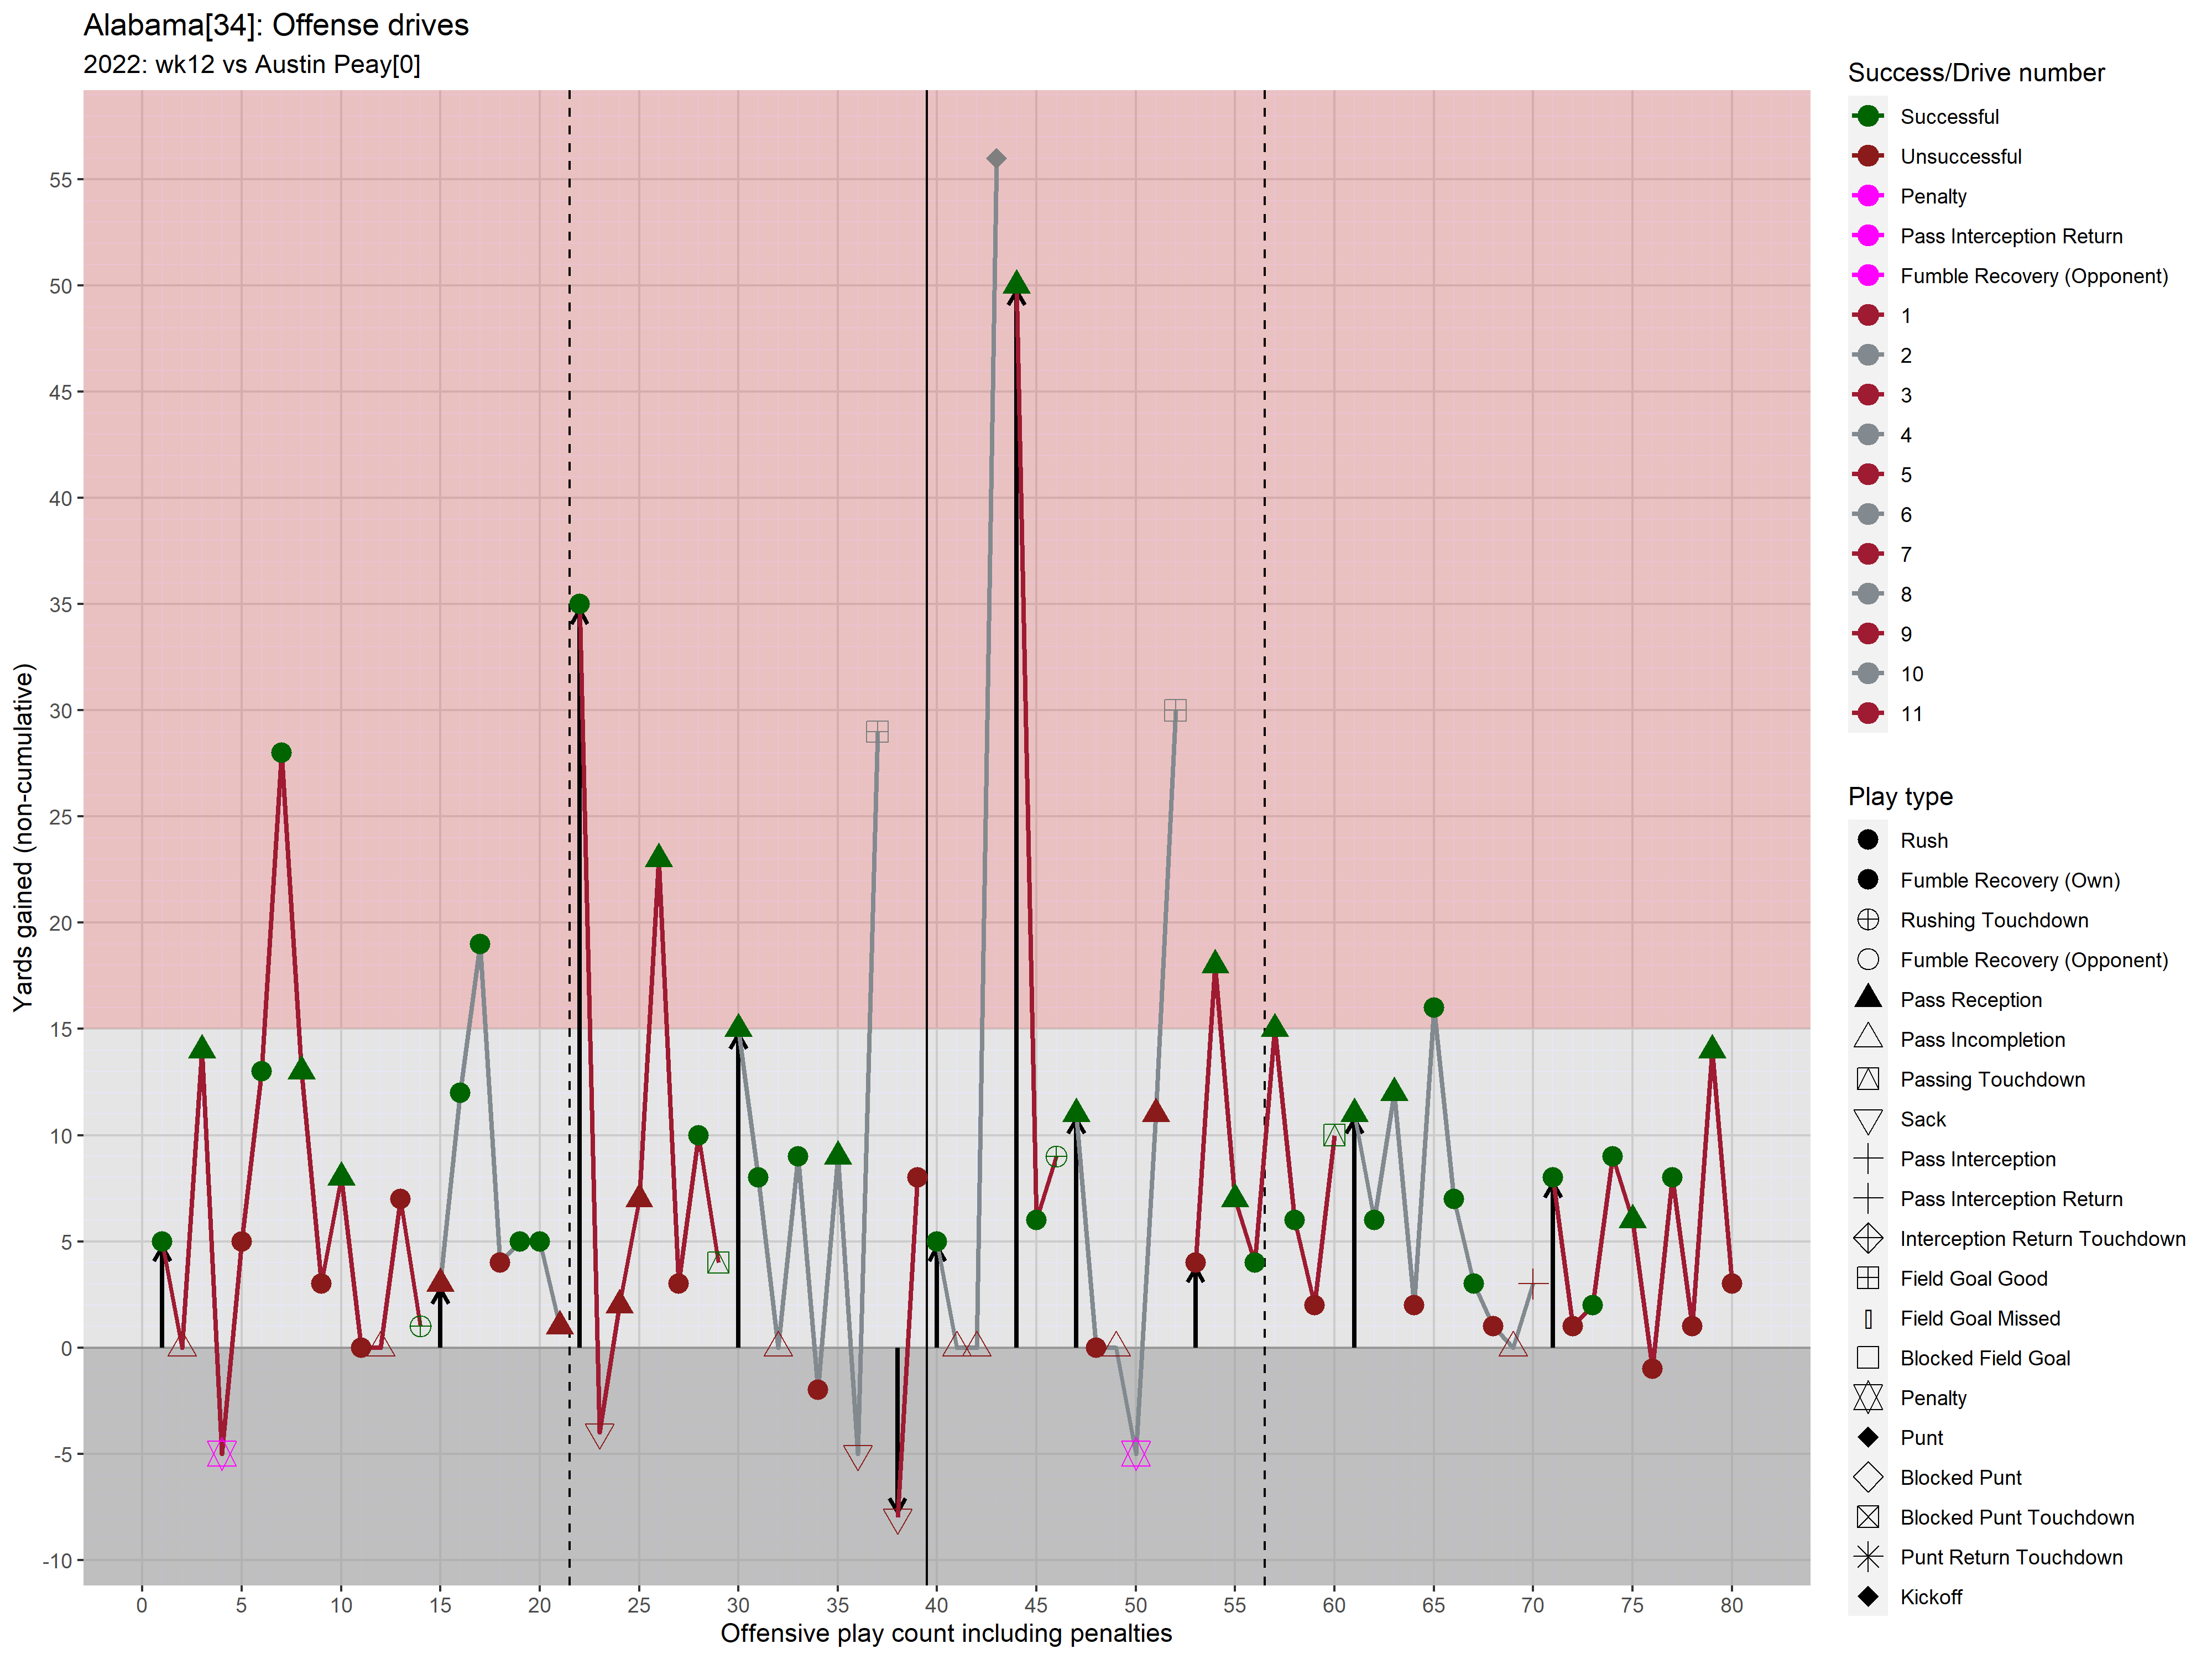 Alabama[34]: Offense drives
2022: wk12 vs Austin Peay[0]
Yards gained (non-cumulative)
55
50
45
40
35
30
25
20
15
10
5
0
-5
-10
0 5 10 15 20 25 30 35 40 45 50 55 60 65 70 75 80
Offensive play count including penalties
Success/Drive number
Successful
Unsuccessful
Penalty
Pass Interception Return
Fumble Recovery (Opponent)
1
2
3
4
5
6
7
8
9
10
11
Play type
Rush
Fumble Recovery (Own)
Rushing Touchdown
Fumble Recovery (Opponent)
Pass Reception
Pass Incompletion
Passing Touchdown
Sack
Pass Interception
Pass Interception Return
Interception Return Touchdown
Field Goal Good
Field Goal Missed
Blocked Field Goal
Penalty
Punt
Blocked Punt
Blocked Punt Touchdown
Punt Return Touchdown
Kickoff